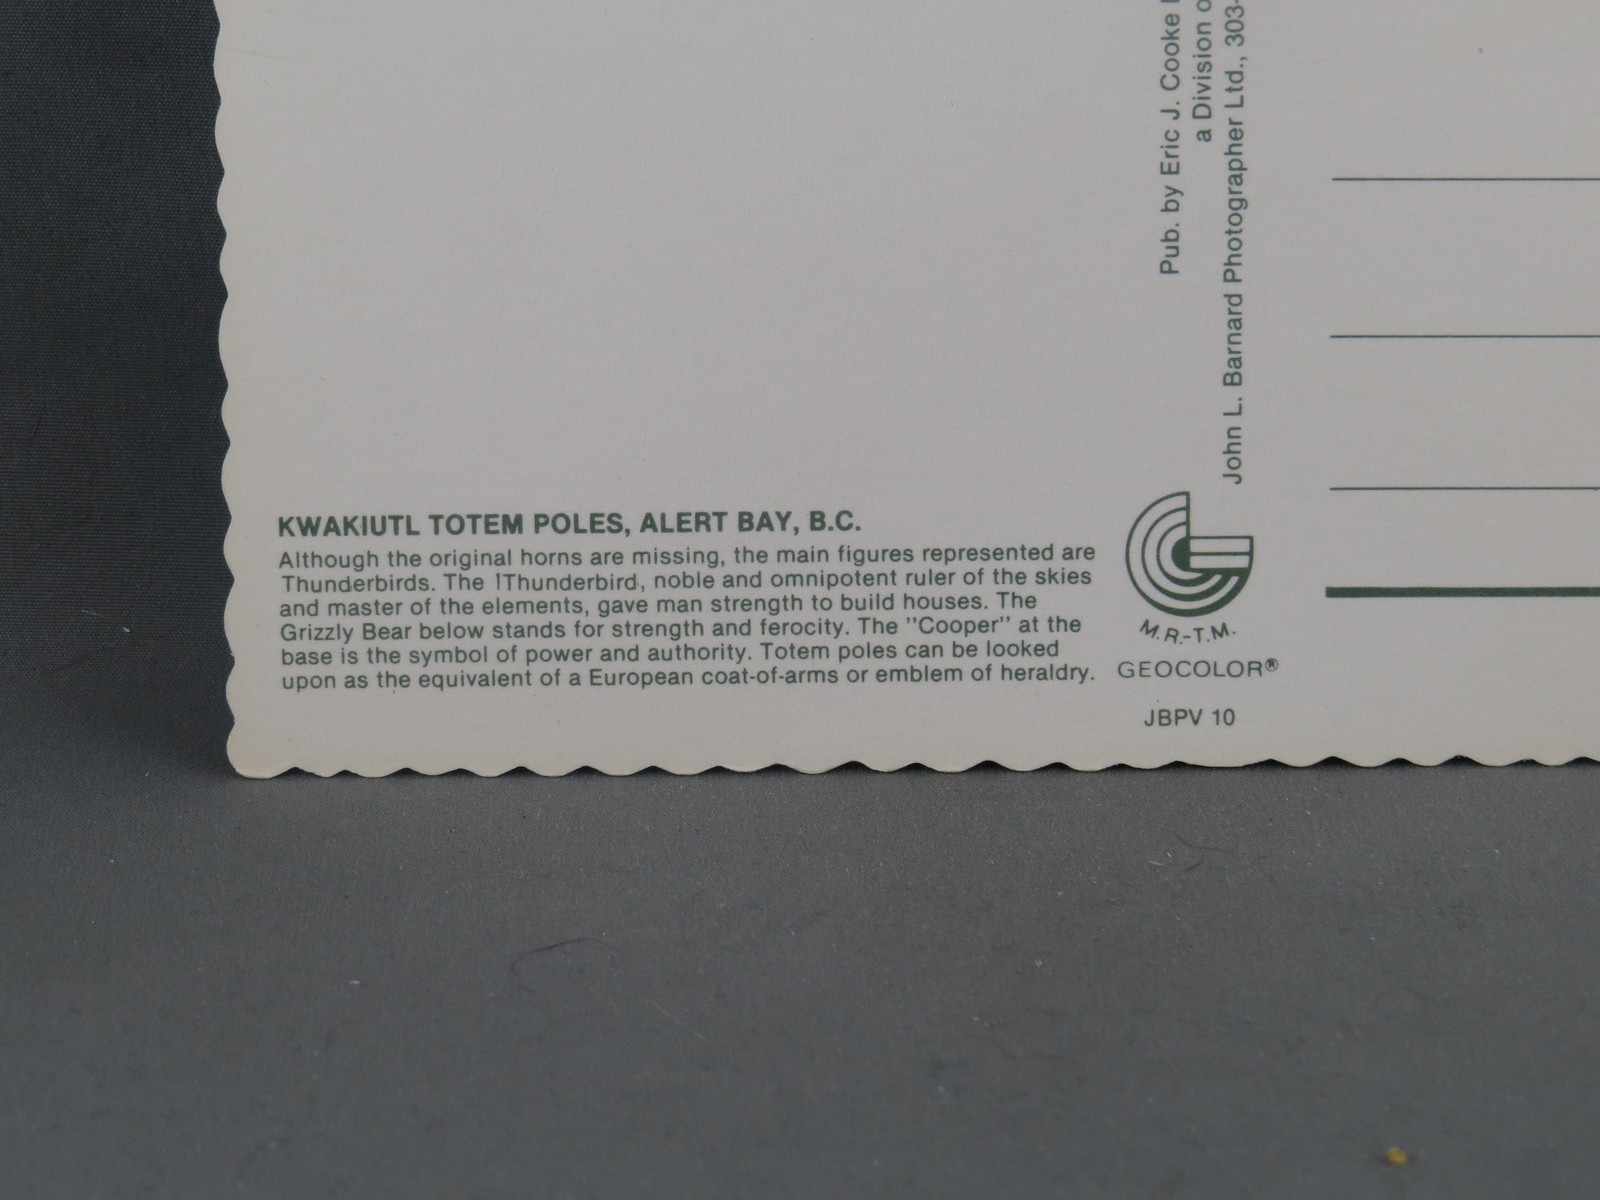 KWAKIUTL TOTEM POLES, ALERT BAY, B.C.
Although the original horns are missing, the main figures represented are
Thunderbirds. The 1Thunderbird, noble and omnipotent ruler of the skies
and master of the elements, gave man strength to build houses. The
Grizzly Bear below stands for strength and ferocity. The "Cooper" at the
base is the symbol of power and authority. Totem poles can be looked
upon as the equivalent of a European coat-of-arms or emblem of heraldry.
Pub. by Eric J. Cooke
a Division o
John L. Barnard Photographer Ltd., 303-
M.R.-T.M.
GEOCOLOR®
JBPV 10